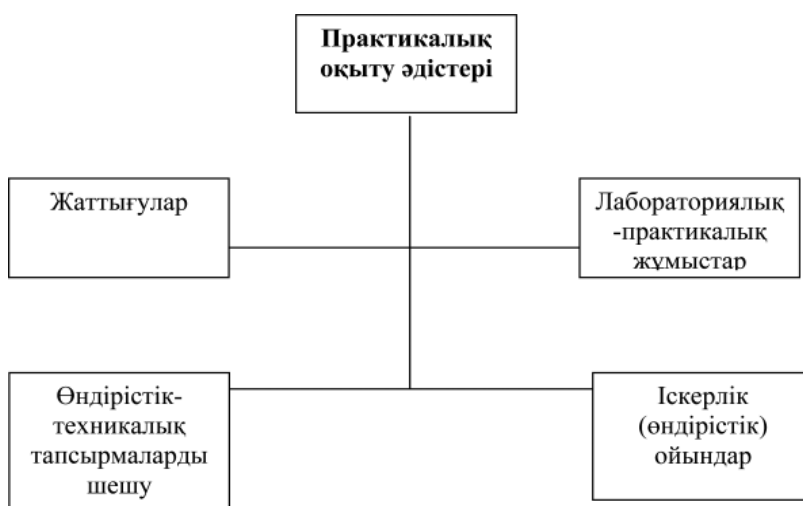 Практикалық
оқыту әдістері
Жаттығулар
Лабораториялық
-практикалық
жұмыстар
Өндірістік-
техникалық
тапсырмаларды
шешу
Іскерлік
(өндірістік)
ойындар